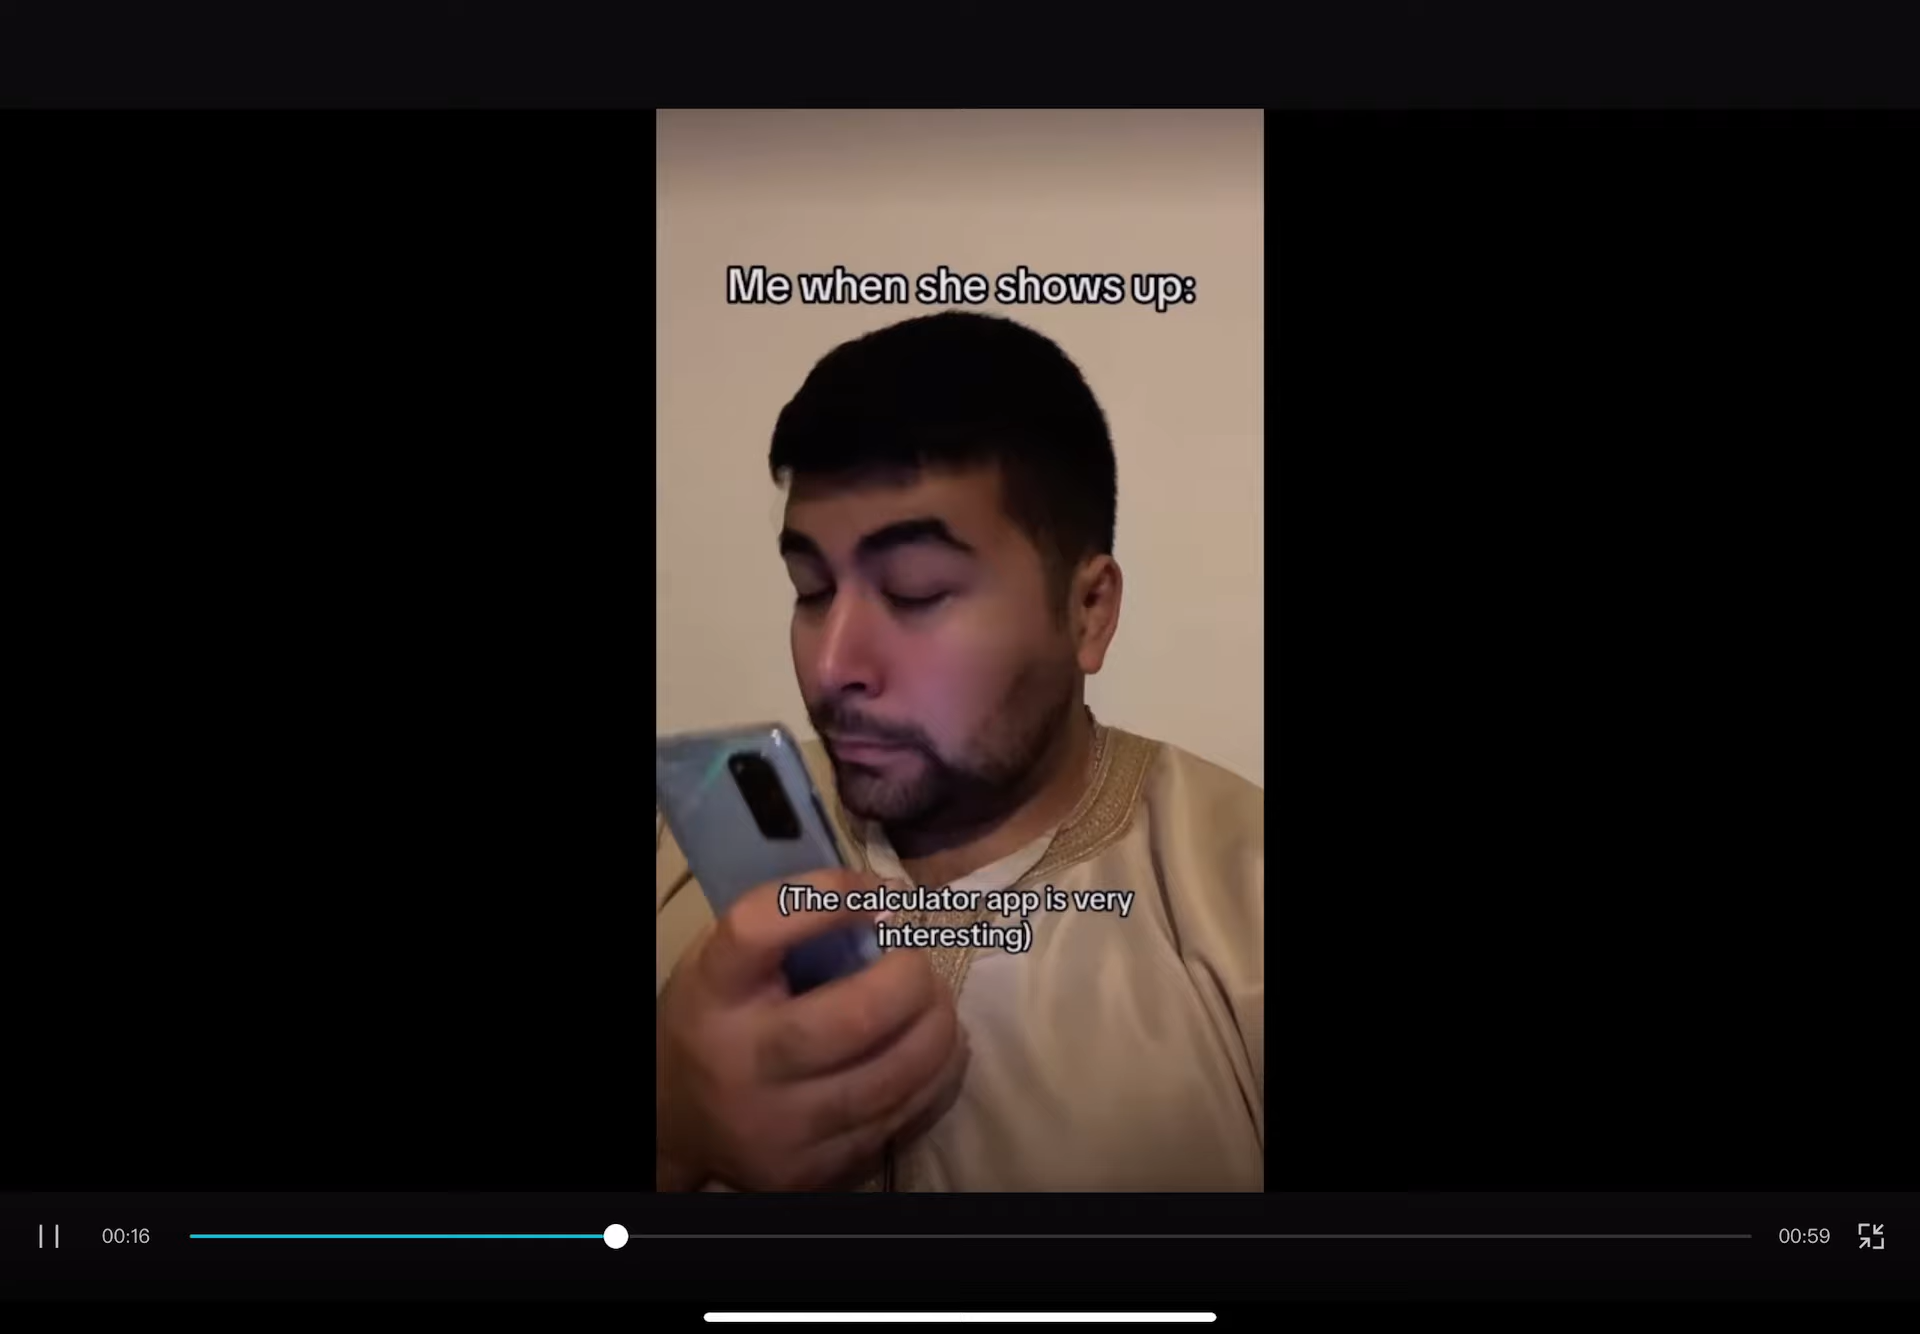 Me when she shows up:
(The calculator app is very
interesting)
00:16
00:59